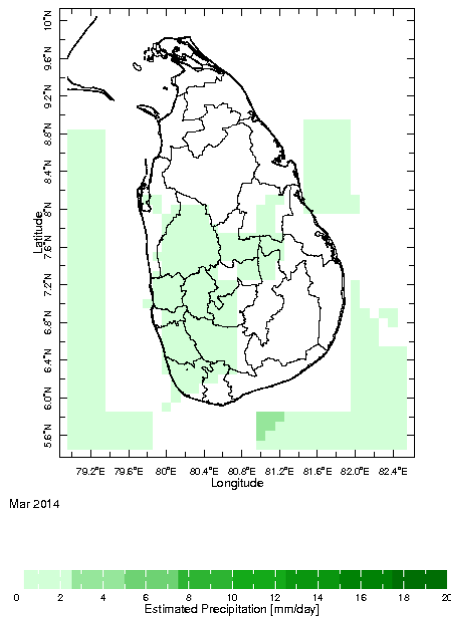 10°N
9.6°N
9.2°N
8.8°N
8.4°N
8°N
7.6°N
7.2°N
6.8°N
6.4°N
6.0°N
5.6°N
Latitude
79.2°E 79.6°E 80°E 80.4°E 80.8°E 81.2°E 81.6°E 82.0°E 82.4°E
Longitude
Mar 2014
0 2 4 6 8 10 12 14 16 18 20
Estimated Precipitation [mm/day]